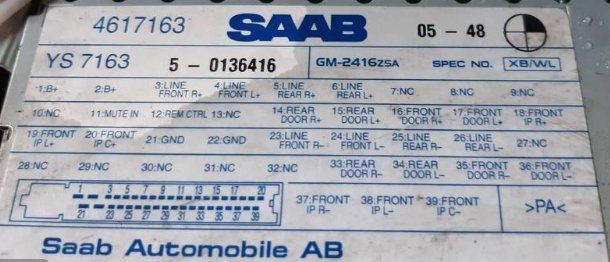 4617163 SAAB 05 - 48
YS 7163 5 - 0136416 GM-2416ZSA SPEC NO. XB/WL
1:B+ 2:B+ 3:LINE FRONT R+ 4:LINE FRONT L+ 5:LINE REAR R+ 6:LINE REAR L+ 7:NC 8:NC 9:NC
10:NC 11:MUTE IN 12:REM CTRL 13:NC 14:REAR DOOR R+ 15:REAR DOOR L+ 16:FRONT DOOR R+ 17:FRONT DOOR L+ 18:FRONT IP R+
19:FRONT IP L+ 20:FRONT IP C+ 21:GND 22:GND 23:LINE FRONT R- 24:LINE FRONT L- 25:LINE REAR R- 26:LINE REAR L- 27:NC
28:NC 29:NC 30:NC 31:NC 32:NC 33:REAR DOOR R- 34:REAR DOOR L- 35:FRONT DOOR R- 36:FRONT DOOR L-
1 3 5 7 9 11 13 15 17 20
21 23 25 27 29 31 33 35 37 39
37:FRONT IP R- 38:FRONT IP L- 39:FRONT IP C- >PA<
Saab Automobile AB